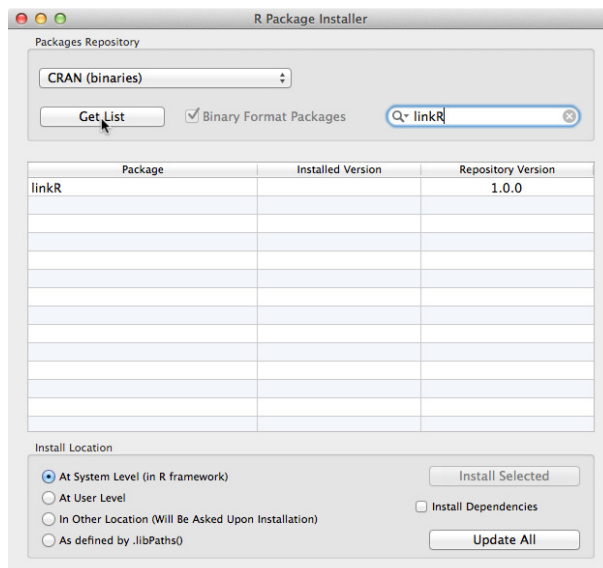 R Package Installer
Packages Repository
CRAN (binaries)
Get List
Binary Format Packages
linkR
Package Installed Version Repository Version
linkR 1.0.0
Install Location
At System Level (in R framework)
Install Selected
At User Level
Install Dependencies
In Other Location (Will Be Asked Upon Installation)
As defined by .libPaths()
Update All